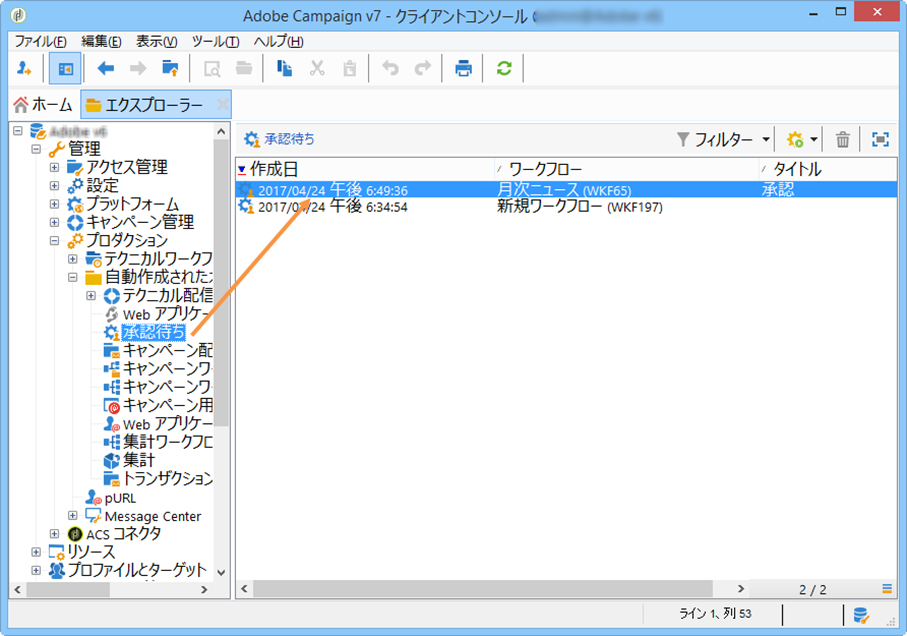 Adobe Campaign v7 - クライアントコンソール
ファイル(F) 編集(E) 表示(V) ツール(T) ヘルプ(H)
ホーム エクスプローラー
Adobe v6
管理
アクセス管理
設定
プラットフォーム
キャンペーン管理
プロダクション
テクニカルワークフ
自動作成されたオ
テクニカル配信
Web アプリケー
承認待ち
キャンペーン配
キャンペーンワ
キャンペーンワ
キャンペーン用
Web アプリケー
集計ワークフロ
集計
トランザクション
pURL
Message Center
ACS コネクタ
リソース
プロファイルとターゲット
承認待ち フィルター
作成日 ワークフロー タイトル
2017/04/24 午後 6:49:36 月次ニュース (WKF65) 承認
2017/04/24 午後 6:34:54 新規ワークフロー (WKF197)
2 / 2
ライン 1、列 53